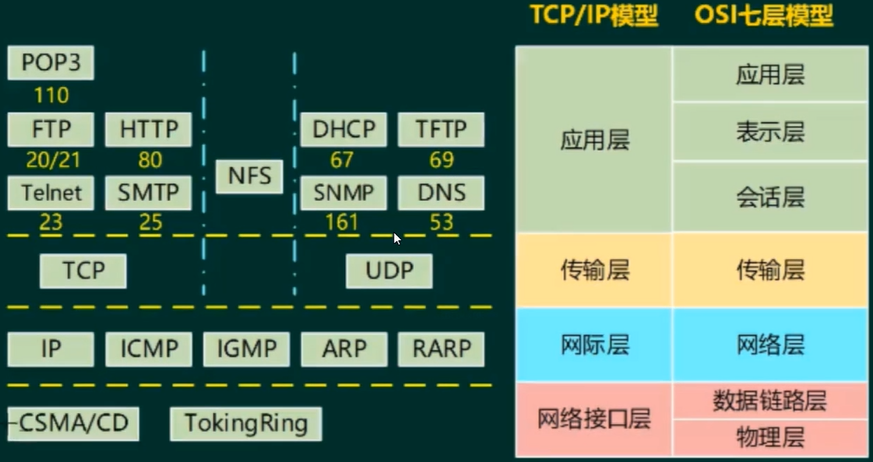 TCP/IP模型 OSI七层模型
POP3
110
FTP HTTP DHCP TFTP
20/21 80 67 69
NFS
Telnet SMTP SNMP DNS
23 25 161 53
TCP UDP
IP ICMP IGMP ARP RARP
CSMA/CD TokingRing
应用层 应用层
表示层
会话层
传输层 传输层
网际层 网络层
网络接口层 数据链路层
物理层